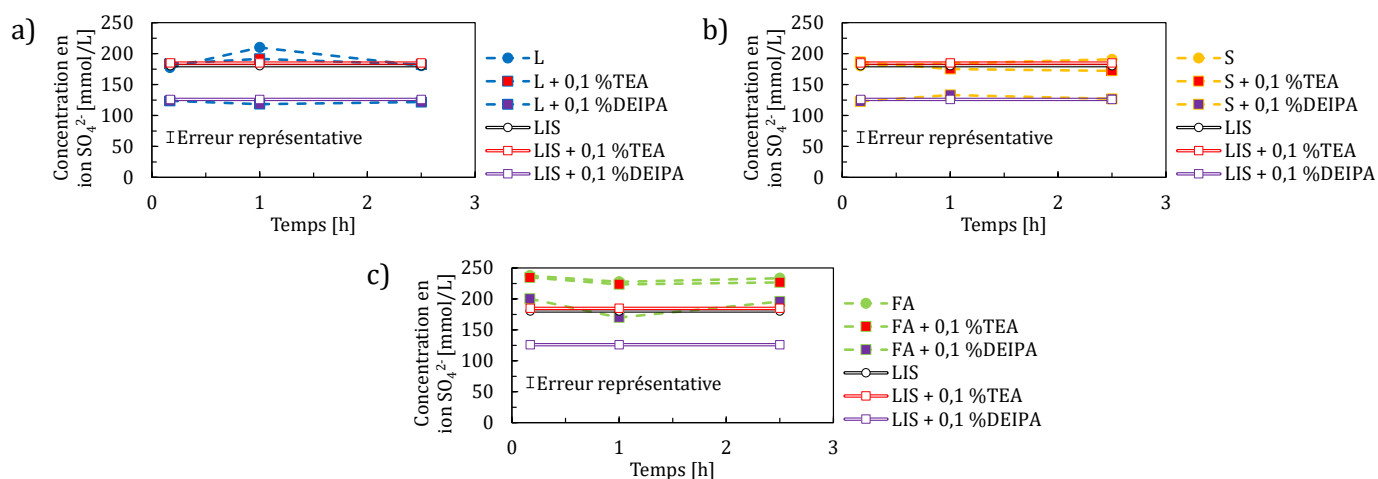 a)
Concentration en
ion SO₄²⁻ [mmol/L]
250
200
150
100
50
0
Erreur représentative
0 1 2 3
Temps [h]
L
L + 0,1 %TEA
L + 0,1 %DEIPA
LIS
LIS + 0,1 %TEA
LIS + 0,1 %DEIPA
b)
Concentration en
ion SO₄²⁻ [mmol/L]
250
200
150
100
50
0
Erreur représentative
0 1 2 3
Temps [h]
S
S + 0,1 %TEA
S + 0,1 %DEIPA
LIS
LIS + 0,1 %TEA
LIS + 0,1 %DEIPA
c)
Concentration en
ion SO₄²⁻ [mmol/L]
250
200
150
100
50
0
Erreur représentative
0 1 2 3
Temps [h]
FA
FA + 0,1 %TEA
FA + 0,1 %DEIPA
LIS
LIS + 0,1 %TEA
LIS + 0,1 %DEIPA